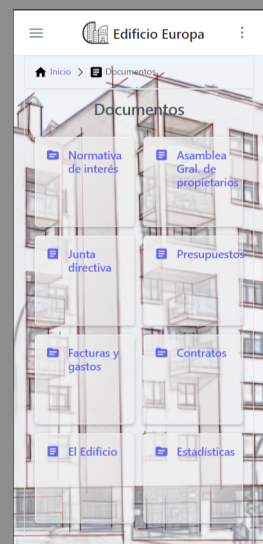 Edificio Europa
Inicio > Documentos
Documentos
Normativa
de interés
Asamblea
Gral. de
propietarios
Junta
directiva
Presupuestos
Facturas y
gastos
Contratos
El Edificio
Estadísticas